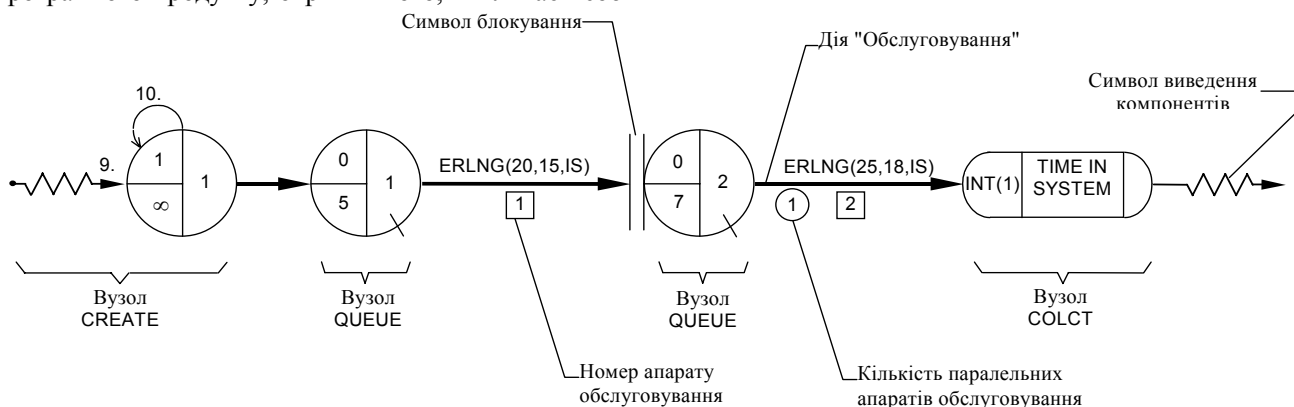 Символ блокування
Дія "Обслуговування"
Символ виведення
компонентів
10.
9.
1
∞
1
0
5
1
ERLNG(20,15,IS)
1
0
7
2
ERLNG(25,18,IS)
1
2
INT(1)
TIME IN
SYSTEM
Вузол
CREATE
Вузол
QUEUE
Вузол
QUEUE
Вузол
COLCT
Номер апарату
обслуговування
Кількість паралельних
апаратів обслуговування